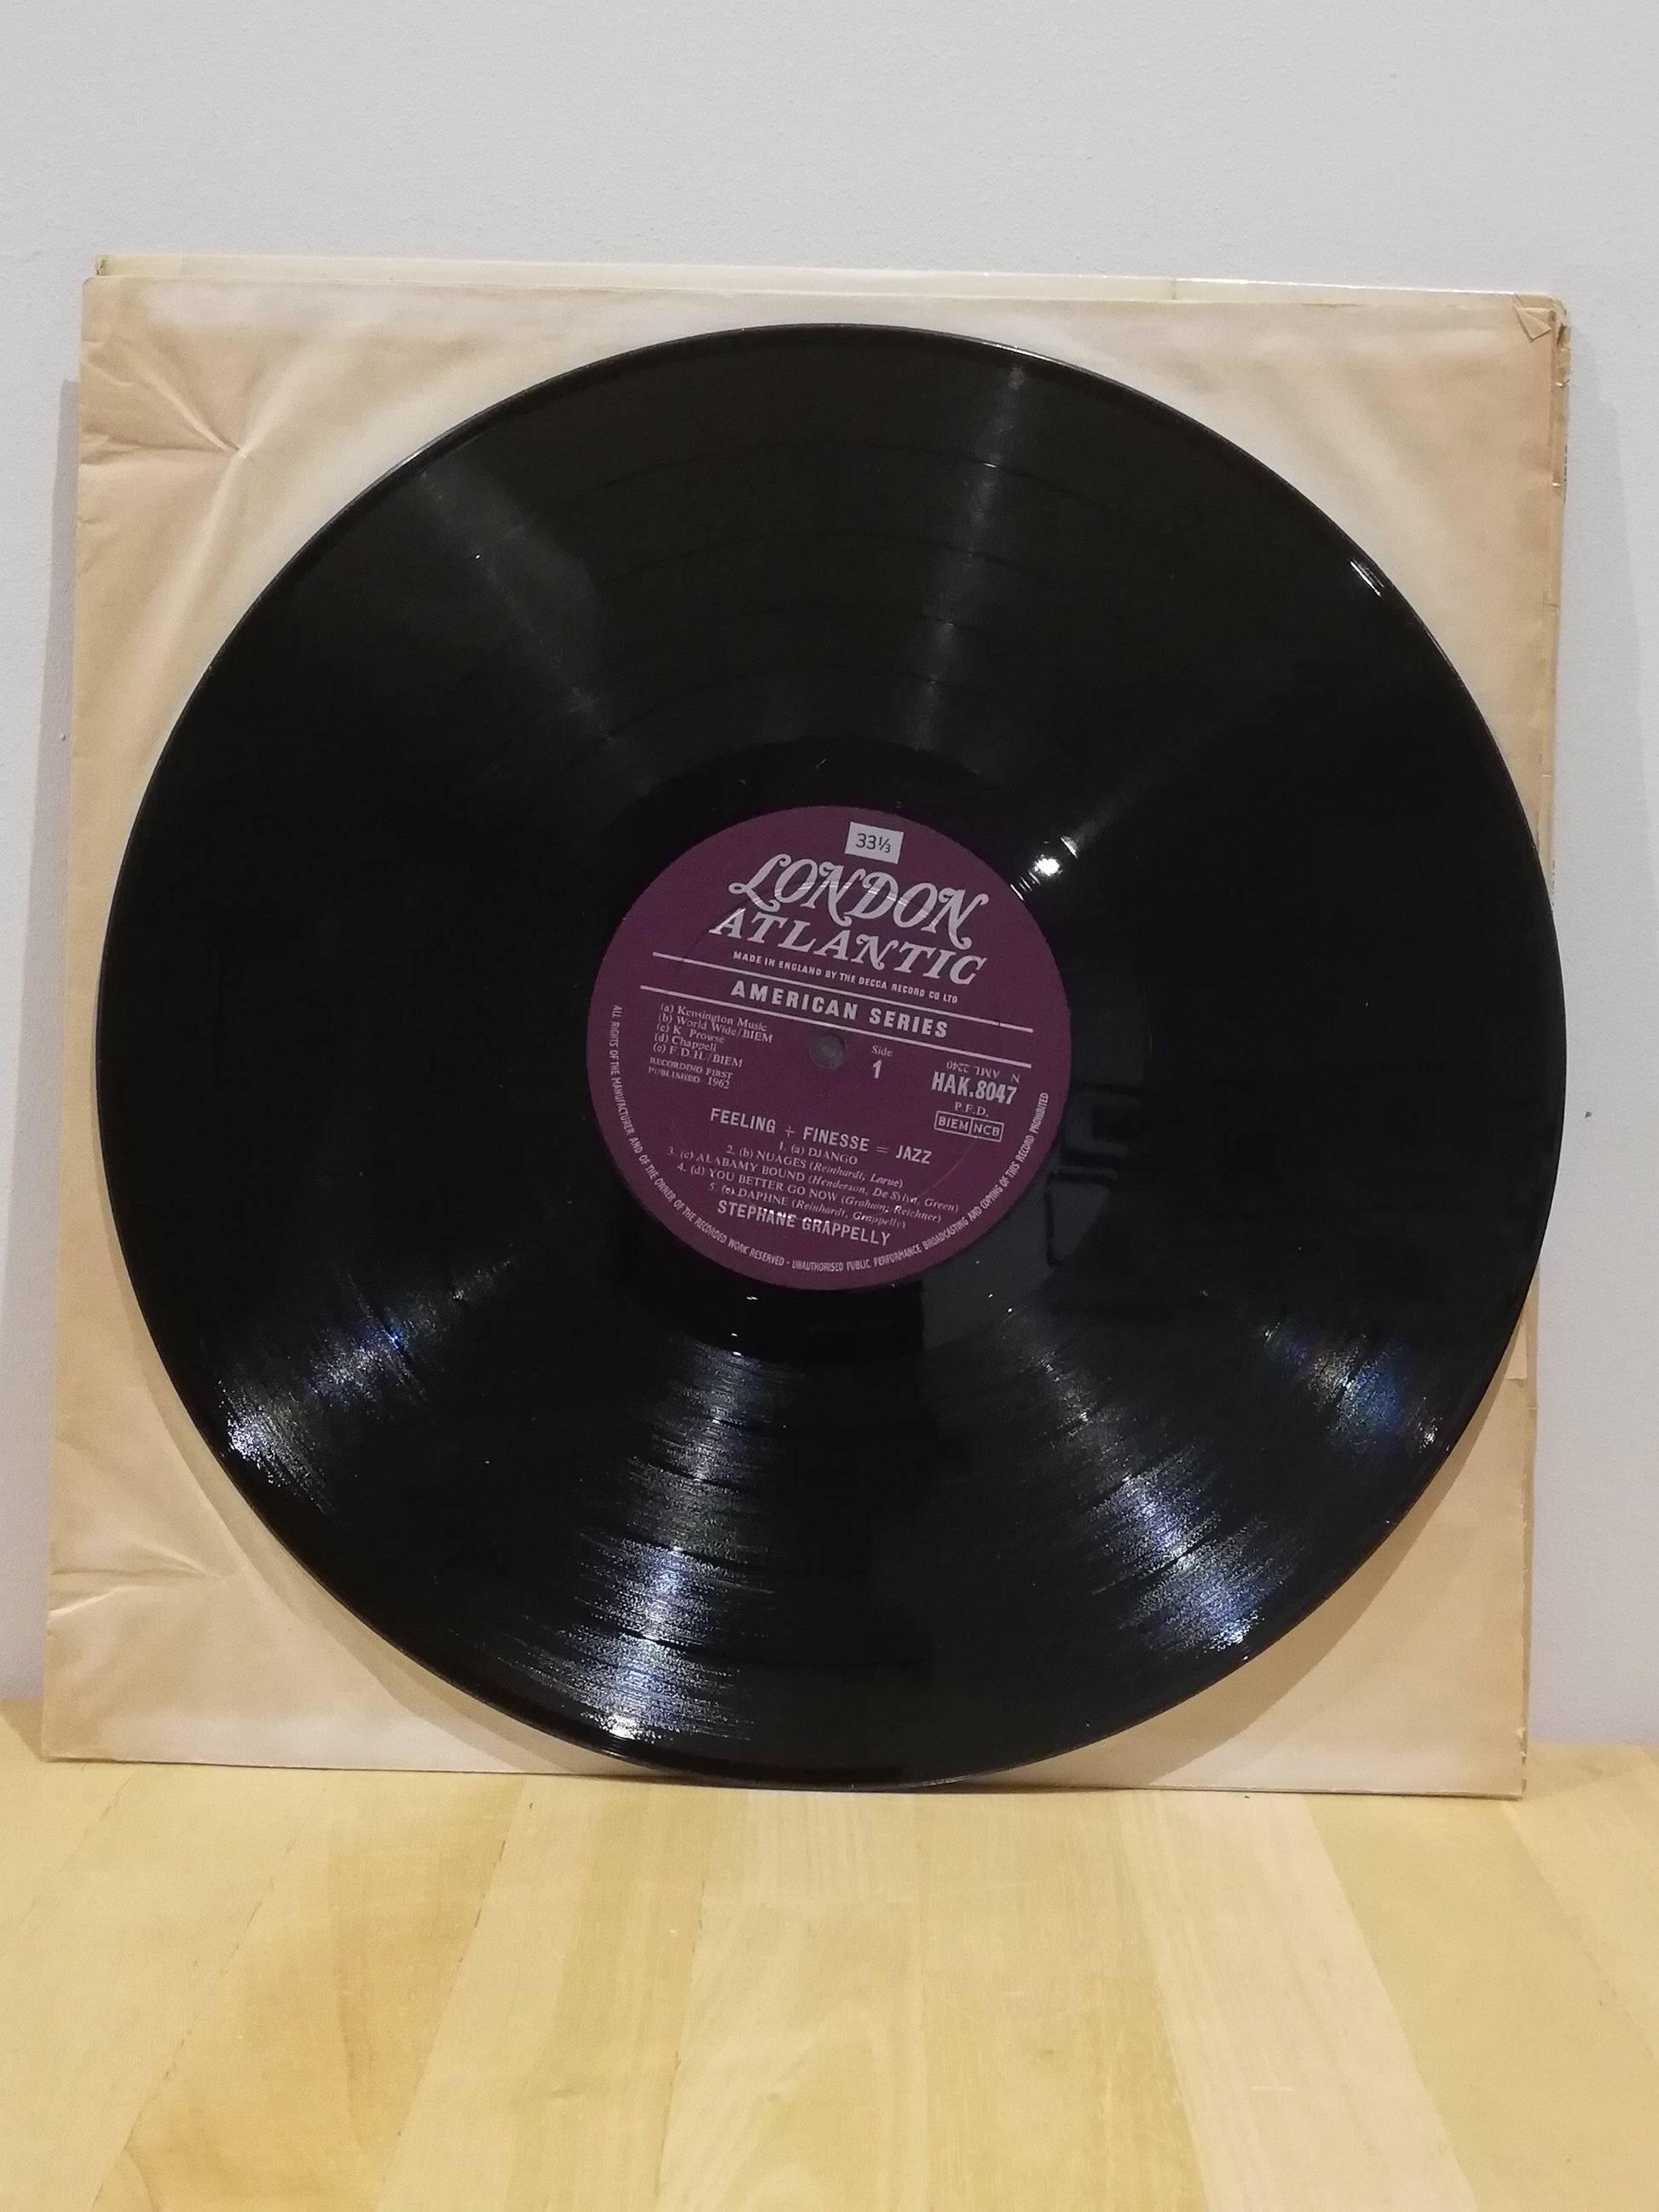 33⅓
LONDON
ATLANTIC
MADE IN ENGLAND BY THE DECCA RECORD CO LTD
AMERICAN SERIES
(a) Kensington Music
(b) World Wide/BIEM
(c) K. Prowse
(d) Chappell
(e) F.D.H./BIEM
RECORDING FIRST
PUBLISHED 1962
Side
1
N AML 2240
HAK.8047
P.F.D.
BIEM NCB
FEELING + FINESSE = JAZZ
1. (a) DJANGO
2. (b) NUAGES (Reinhardt, Larue)
3. (c) ALABAMY BOUND (Henderson, De Sylva, Green)
4. (d) YOU BETTER GO NOW (Graham, Reichner)
5. (e) DAPHNE (Reinhardt, Grappelly)
STEPHANE GRAPPELLY
ALL RIGHTS OF THE MANUFACTURER AND OF THE OWNER OF THE RECORDED WORK RESERVED - UNAUTHORISED PUBLIC PERFORMANCE BROADCASTING AND COPYING OF THIS RECORD PROHIBITED